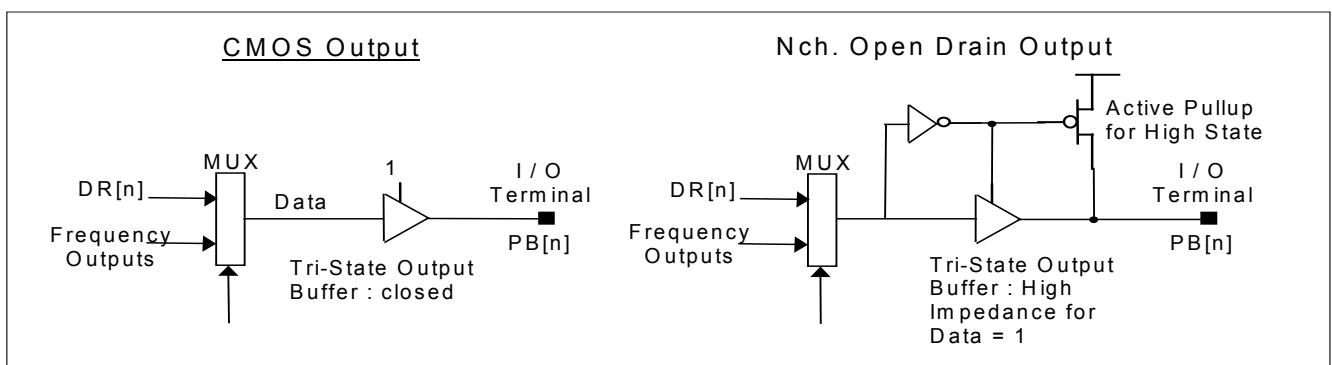 CMOS Output
MUX
1
I / O
Terminal
DR[n]
Data
Frequency
Outputs
PB[n]
Tri-State Output
Buffer : closed
Nch. Open Drain Output
Active Pullup
for High State
MUX
I / O
Terminal
DR[n]
Frequency
Outputs
PB[n]
Tri-State Output
Buffer : High
Impedance for
Data = 1